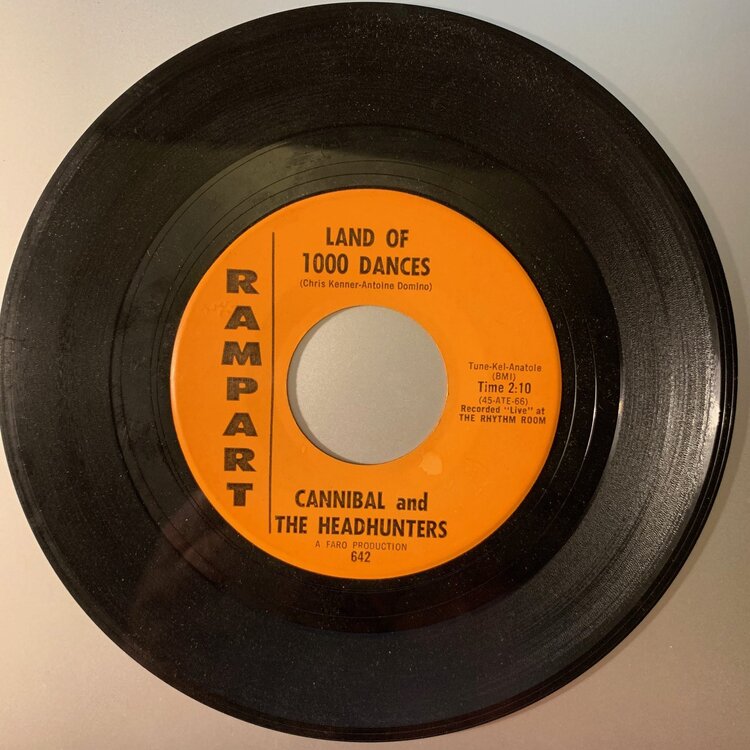 RAMPART
LAND OF
1000 DANCES
(Chris Kenner-Antoine Domino)
Tune-Kel-Anatole
(BMI)
Time 2:10
(45-ATE-66)
Recorded "Live" at
THE RHYTHM ROOM
CANNIBAL and
THE HEADHUNTERS
A FARO PRODUCTION
642